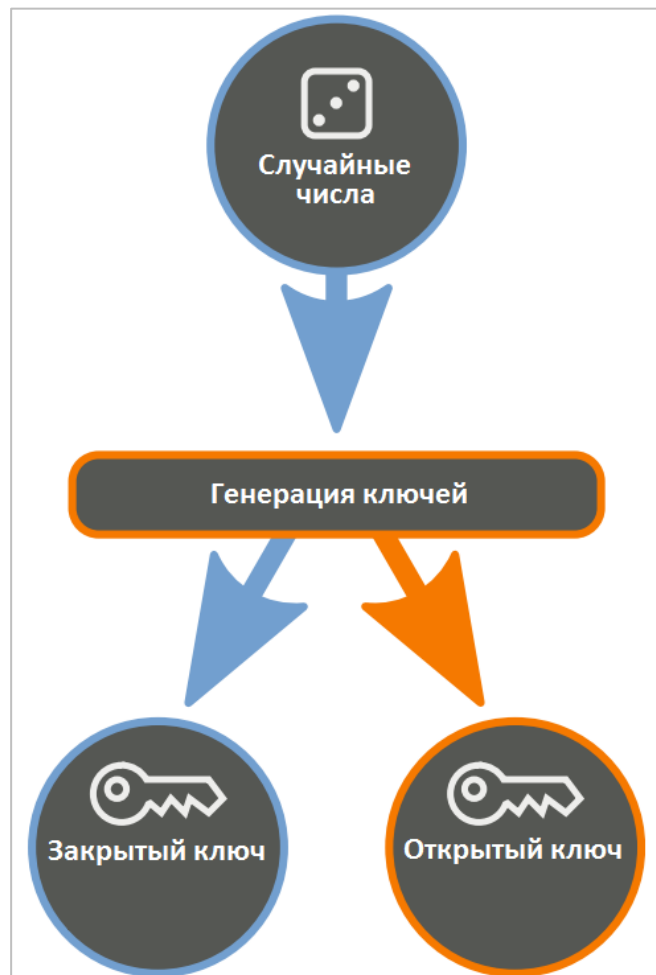 Случайные
числа
Генерация ключей
Закрытый ключ
Открытый ключ